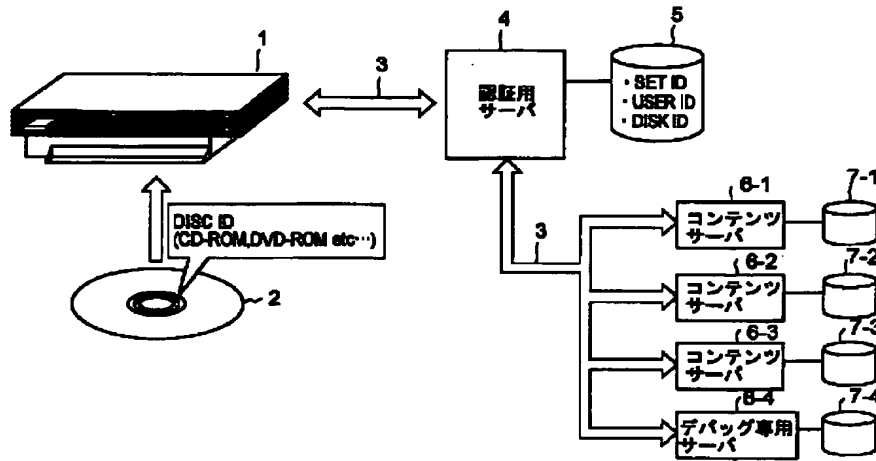 1
3
4
5
認証用
サーバ
・SET ID
・USER ID
・DISK ID
DISC ID
(CD-ROM,DVD-ROM etc…)
2
3
6-1
コンテンツ
サーバ
7-1
6-2
コンテンツ
サーバ
7-2
6-3
コンテンツ
サーバ
7-3
6-4
デバッグ専用
サーバ
7-4